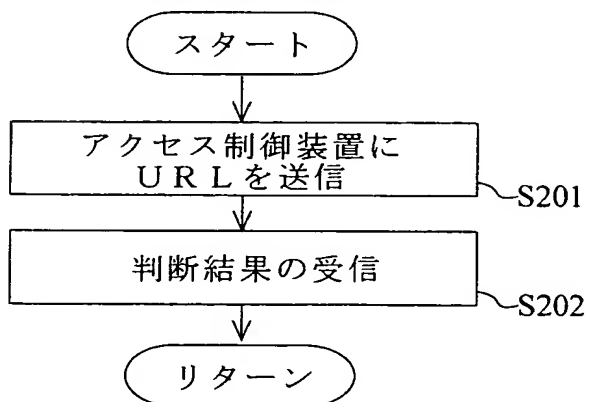 スタート
アクセス制御装置に
ＵＲＬを送信
S201
判断結果の受信
S202
リターン